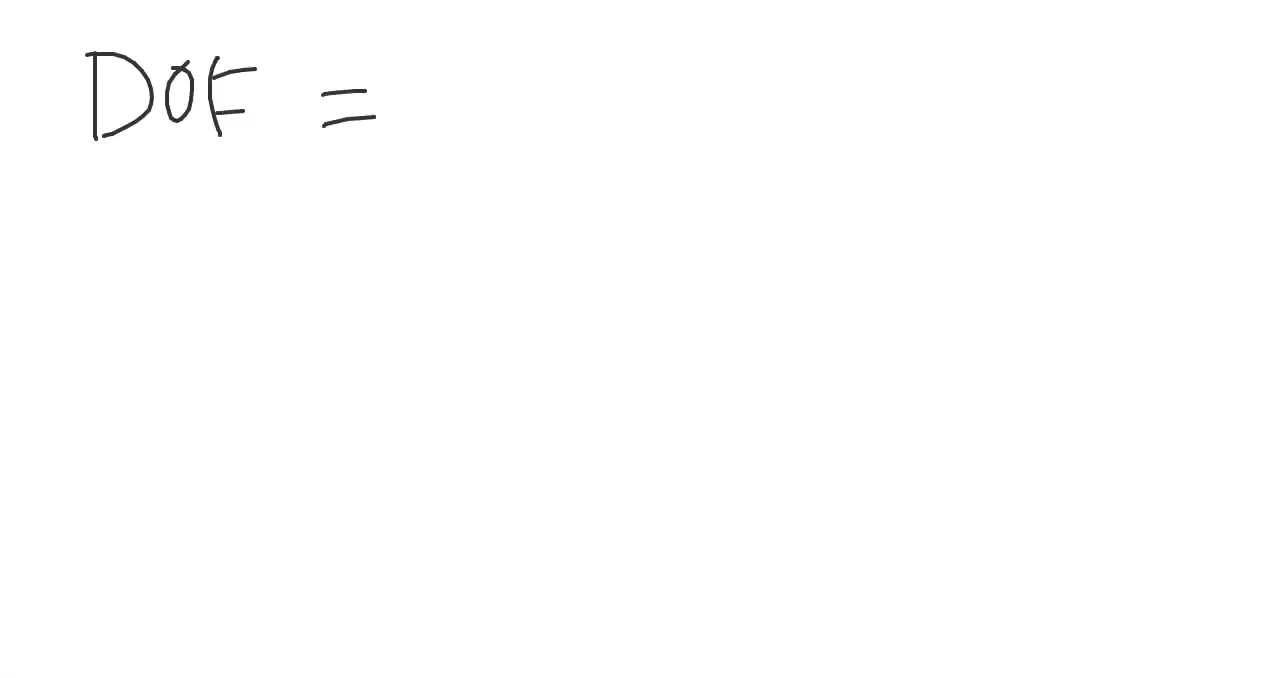 DOF =